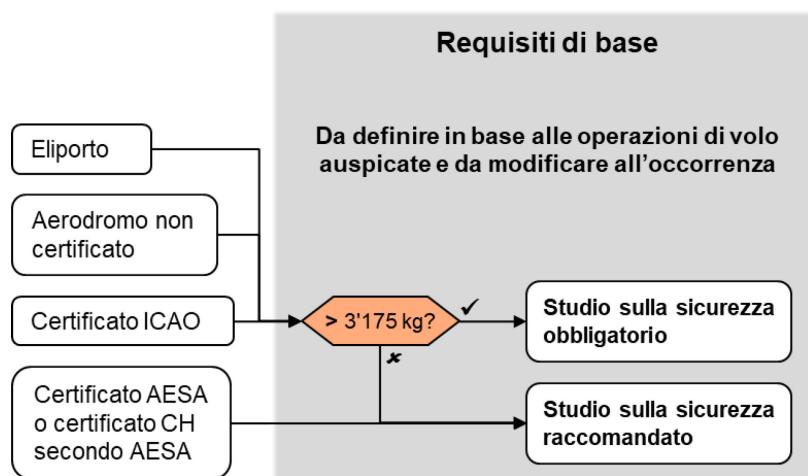 Requisiti di base
Da definire in base alle operazioni di volo
auspicate e da modificare all'occorrenza
Eliporto
Aerodromo non
certificato
Certificato ICAO
> 3'175 kg?
✓
✘
Studio sulla sicurezza
obbligatorio
Certificato AESA
o certificato CH
secondo AESA
Studio sulla sicurezza
raccomandato